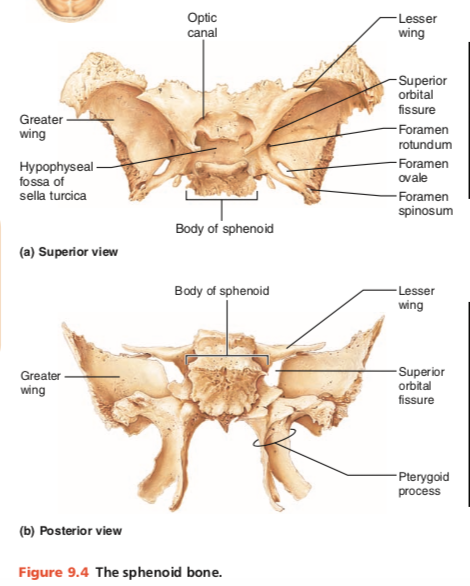 Optic
canal
Lesser
wing
Superior
orbital
fissure
Greater
wing
Foramen
rotundum
Hypophyseal
fossa of
sella turcica
Foramen
ovale
Foramen
spinosum
Body of sphenoid
(a) Superior view
Body of sphenoid
Lesser
wing
Greater
wing
Superior
orbital
fissure
Pterygoid
process
(b) Posterior view
Figure 9.4 The sphenoid bone.